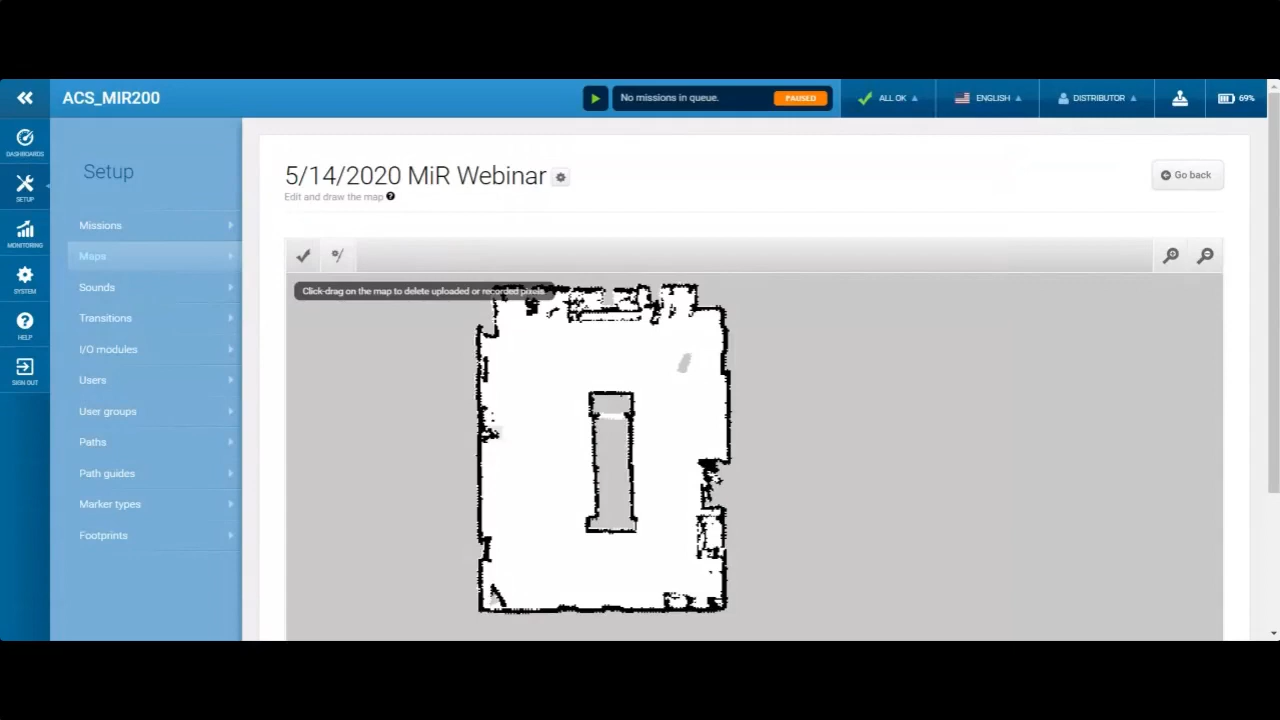 ACS_MIR200
No missions in queue.
PAUSED
ALL OK
ENGLISH
DISTRIBUTOR
69%
DASHBOARDS
SETUP
MONITORING
SYSTEM
HELP
SIGN OUT
Setup
Missions
Maps
Sounds
Transitions
I/O modules
Users
User groups
Paths
Path guides
Marker types
Footprints
5/14/2020 MiR Webinar
Edit and draw the map
Go back
Click-drag on the map to delete uploaded or recorded pixels.